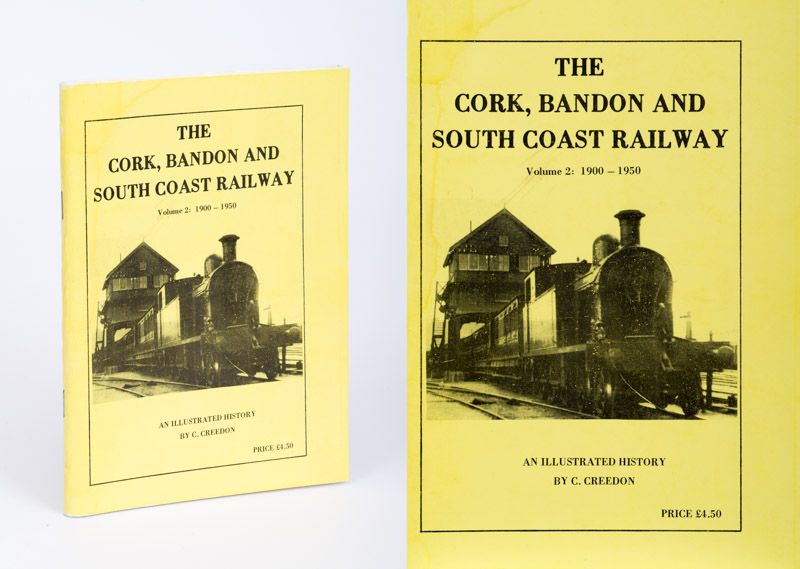 THE
CORK, BANDON AND
SOUTH COAST RAILWAY
Volume 2: 1900 – 1950
AN ILLUSTRATED HISTORY
BY C. CREEDON
PRICE £4.50
THE
CORK, BANDON AND
SOUTH COAST RAILWAY
Volume 2: 1900 – 1950
AN ILLUSTRATED HISTORY
BY C. CREEDON
PRICE £4.50